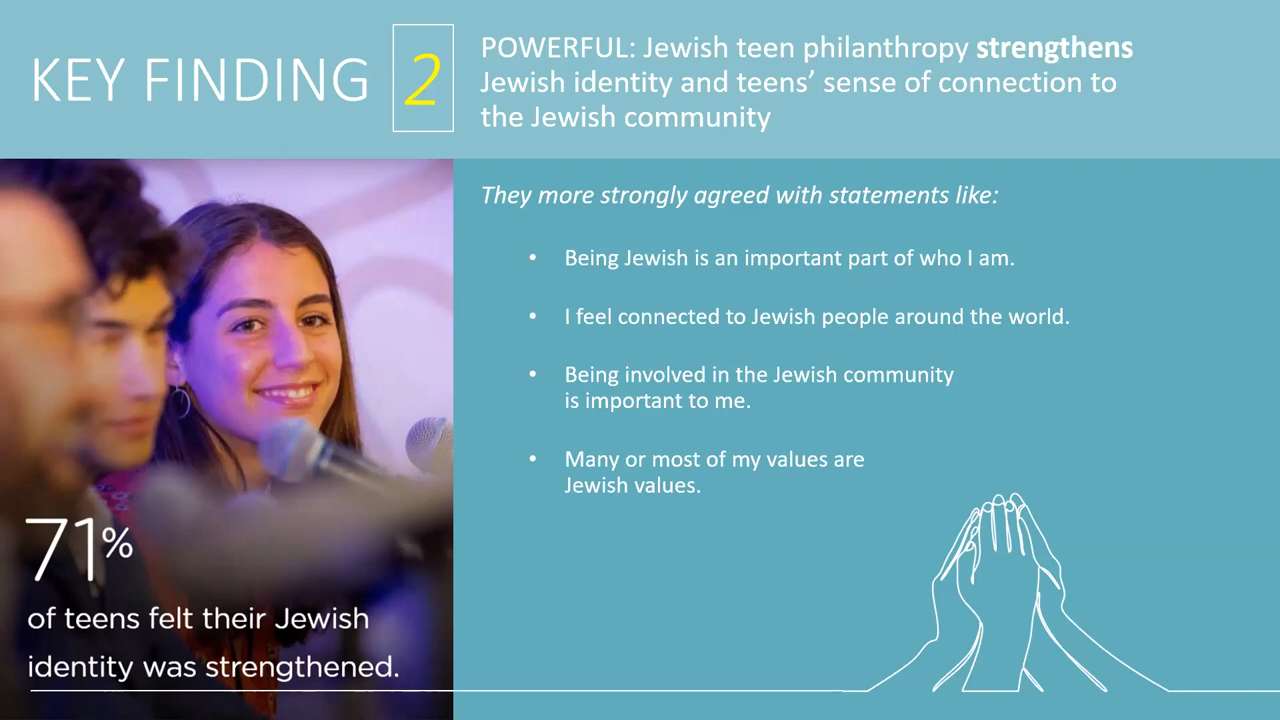 KEY FINDING 2
POWERFUL: Jewish teen philanthropy strengthens
Jewish identity and teens’ sense of connection to
the Jewish community
They more strongly agreed with statements like:
• Being Jewish is an important part of who I am.
• I feel connected to Jewish people around the world.
• Being involved in the Jewish community
is important to me.
• Many or most of my values are
Jewish values.
71%
of teens felt their Jewish
identity was strengthened.